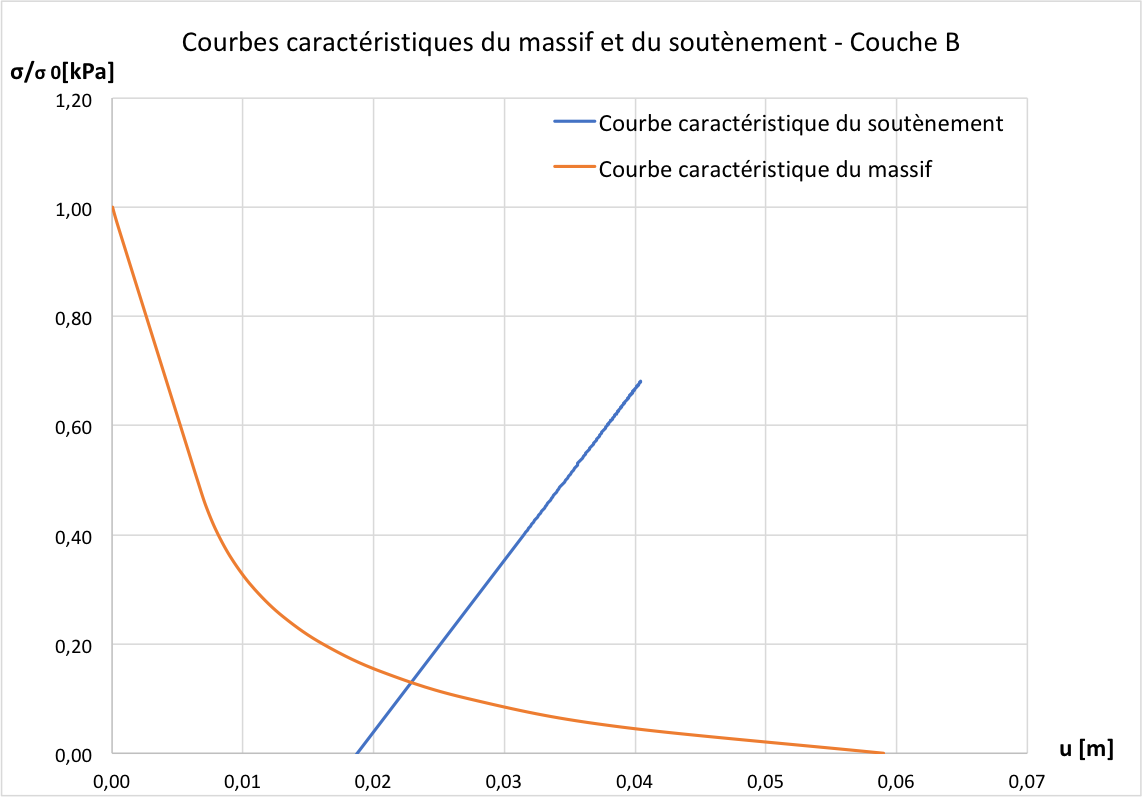 Courbes caractéristiques du massif et du soutènement - Couche B
σ/σ 0[kPa]
1,20
Courbe caractéristique du soutènement
Courbe caractéristique du massif
1,00
0,80
0,60
0,40
0,20
0,00
u [m]
0,00 0,01 0,02 0,03 0,04 0,05 0,06 0,07